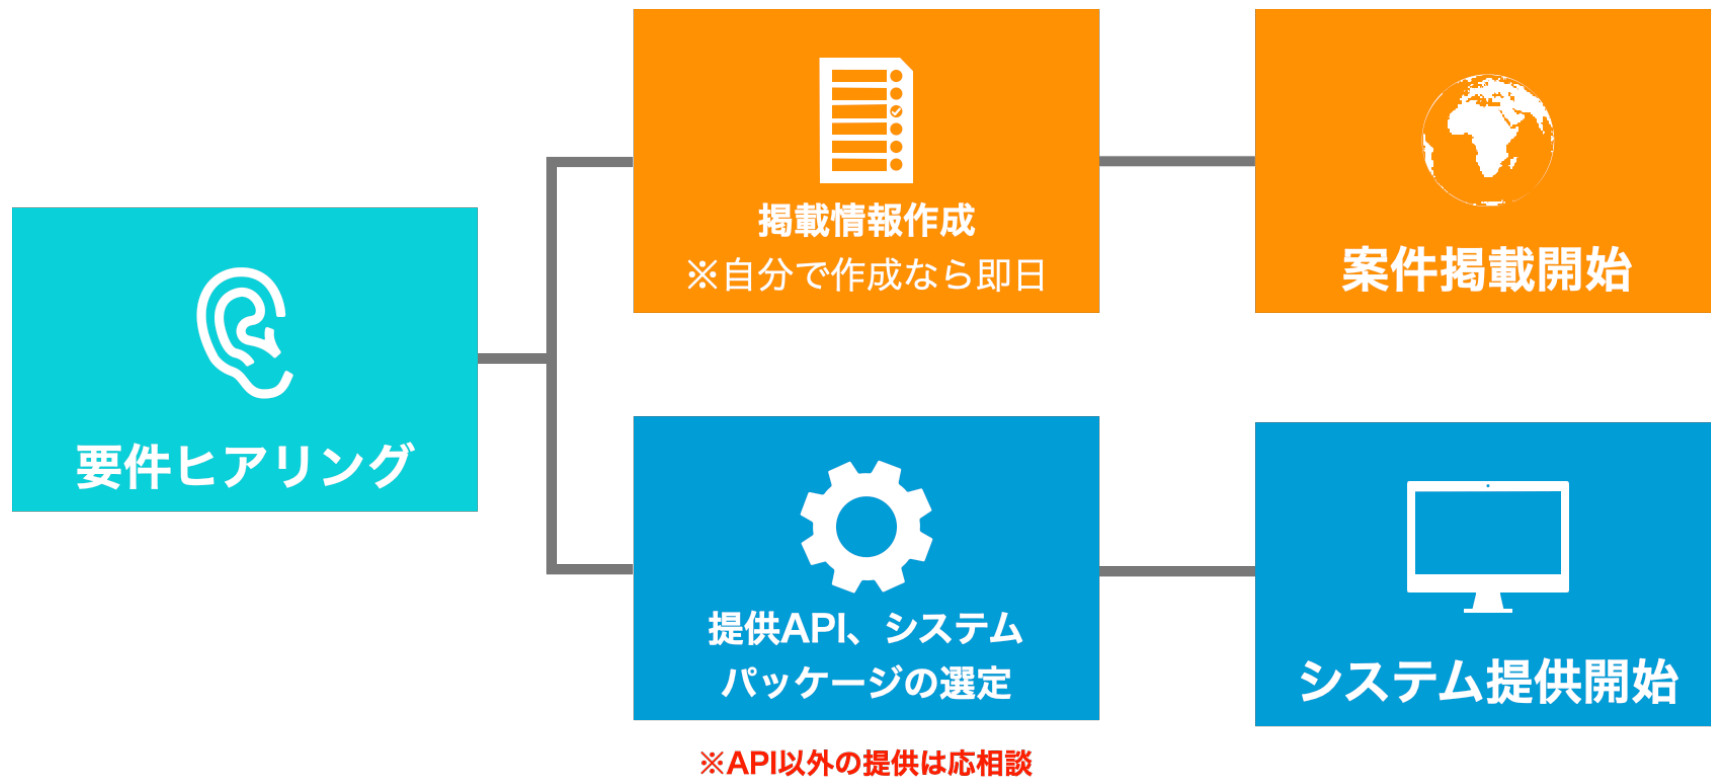 要件ヒアリング
掲載情報作成
※自分で作成なら即日
案件掲載開始
提供API、システム
パッケージの選定
※API以外の提供は応相談
システム提供開始